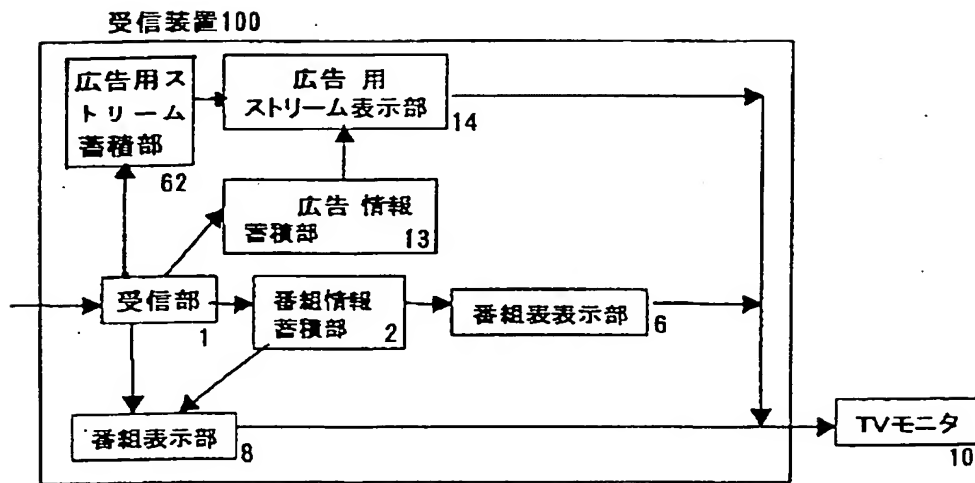 受信装置100
広告用ス
トリーム
蓄積部
62
広告 用
ストリーム表示部
14
広告 情報
蓄積部
13
受信部
1
番組情報
蓄積部
2
番組表表示部
6
番組表示部
8
TVモニタ
10